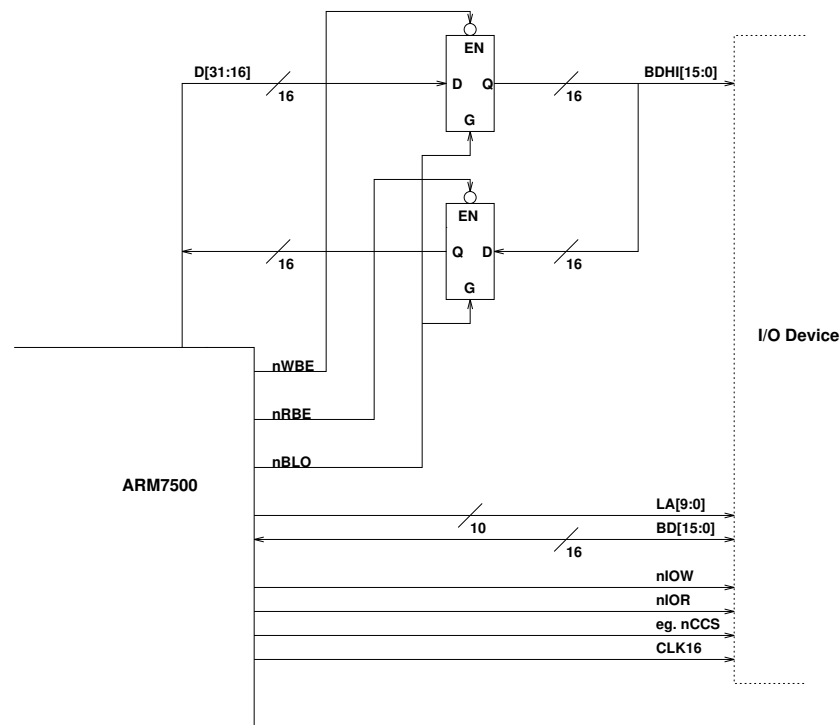 EN
D[31:16]
BDHI[15:0]
D
Q
16
16
G
EN
Q
D
16
16
G
I/O Device
nWBE
nRBE
nBLO
ARM7500
LA[9:0]
10
BD[15:0]
16
nIOW
nIOR
eg. nCCS
CLK16